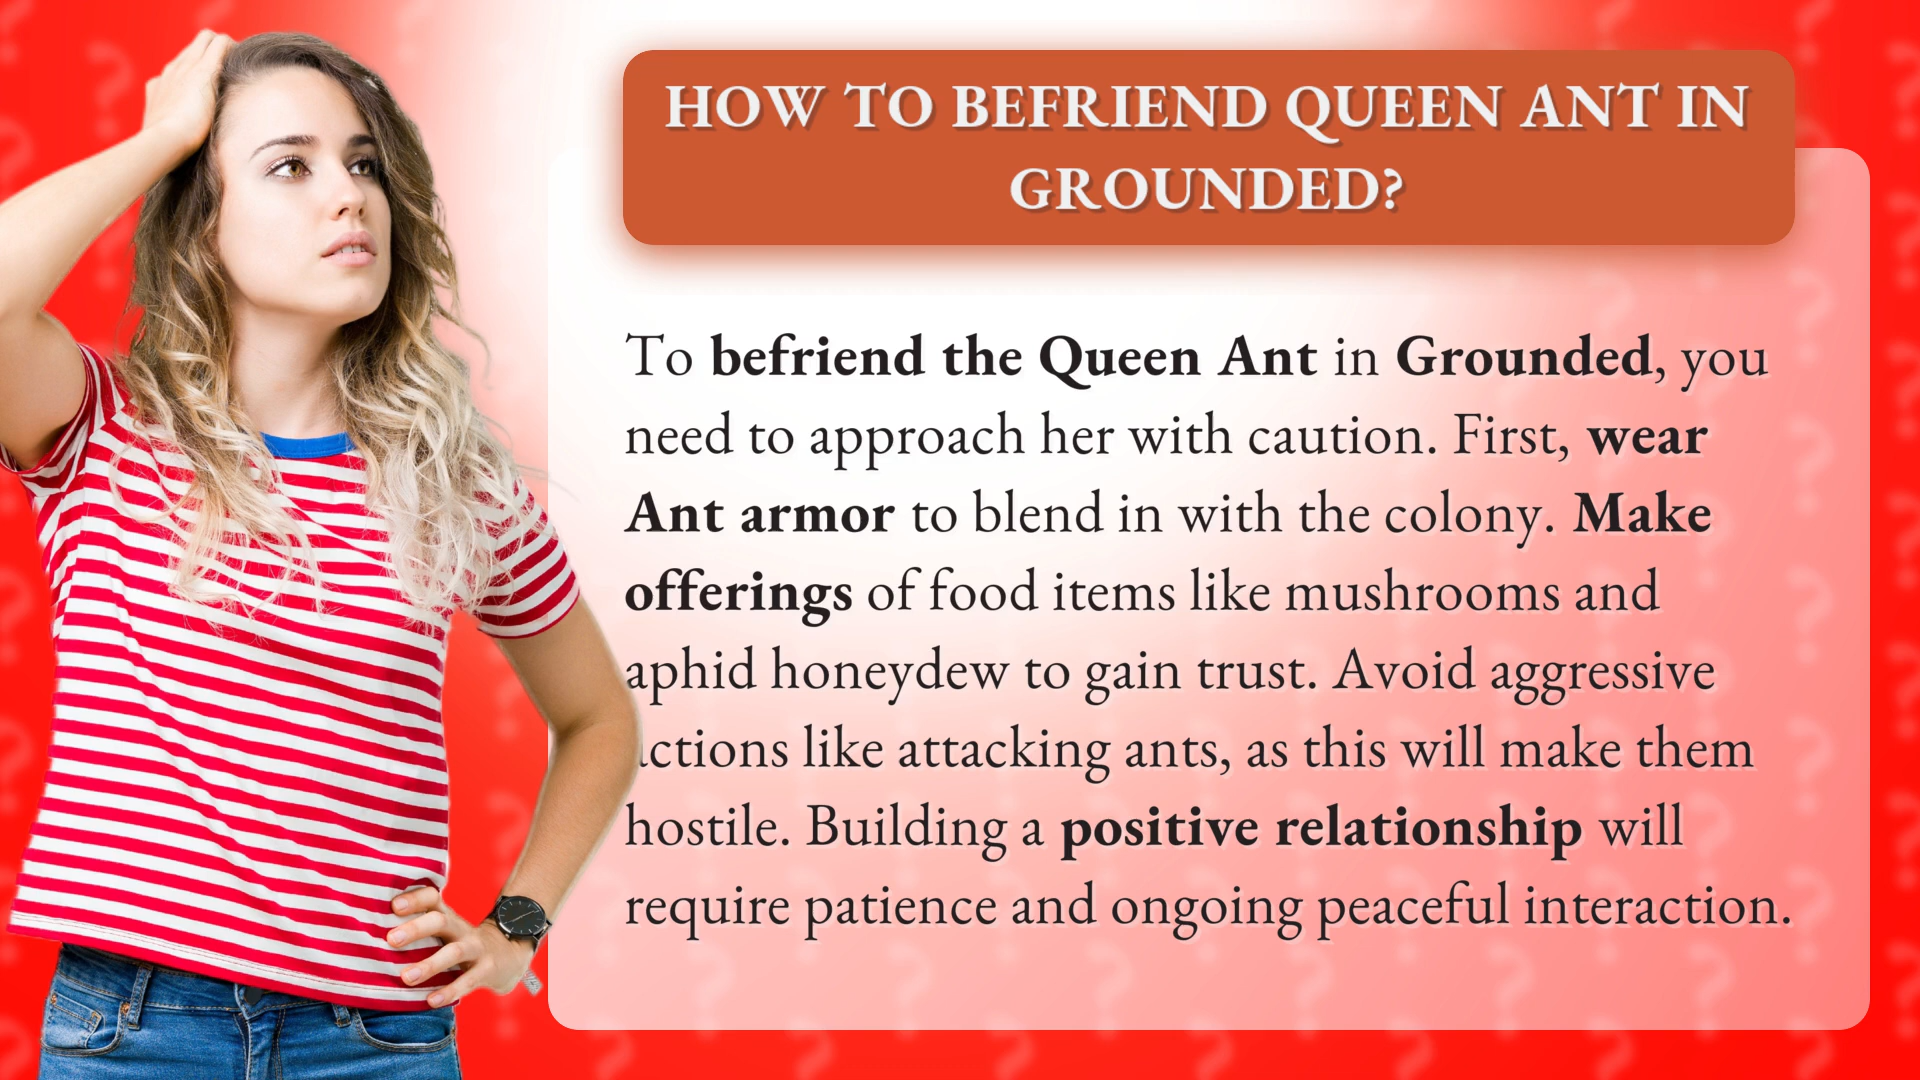 HOW TO BEFRIEND QUEEN ANT IN
GROUNDED?
To befriend the Queen Ant in Grounded, you
need to approach her with caution. First, wear
Ant armor to blend in with the colony. Make
offerings of food items like mushrooms and
aphid honeydew to gain trust. Avoid aggressive
actions like attacking ants, as this will make them
hostile. Building a positive relationship will
require patience and ongoing peaceful interaction.